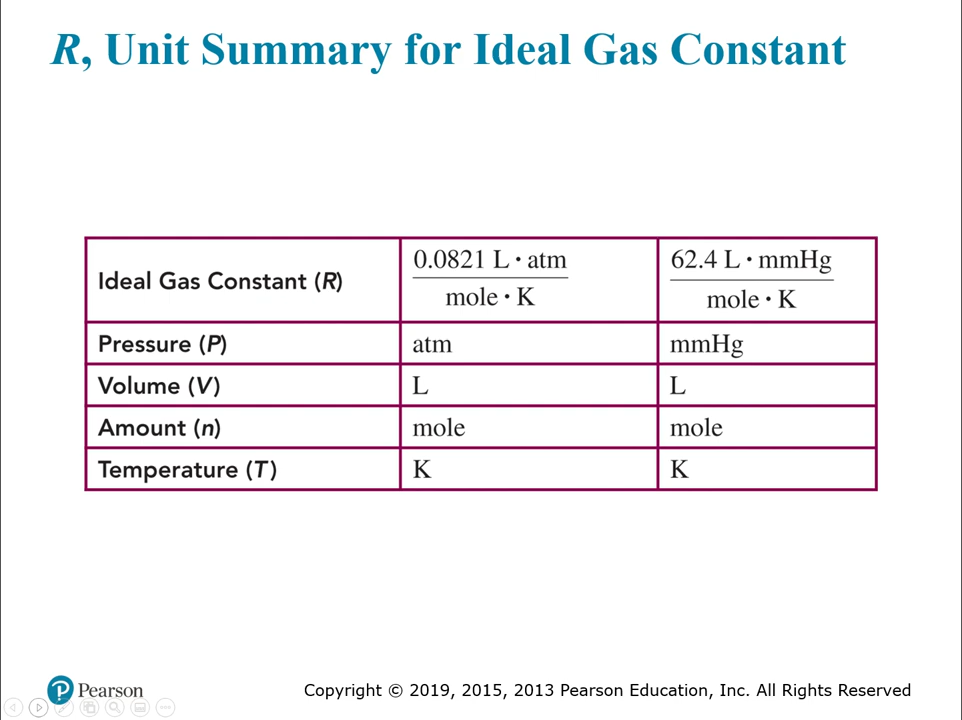 R, Unit Summary for Ideal Gas Constant
Ideal Gas Constant (R) 0.0821 L · atm / mole · K 62.4 L · mmHg / mole · K
Pressure (P) atm mmHg
Volume (V) L L
Amount (n) mole mole
Temperature (T) K K
Pearson
Copyright © 2019, 2015, 2013 Pearson Education, Inc. All Rights Reserved